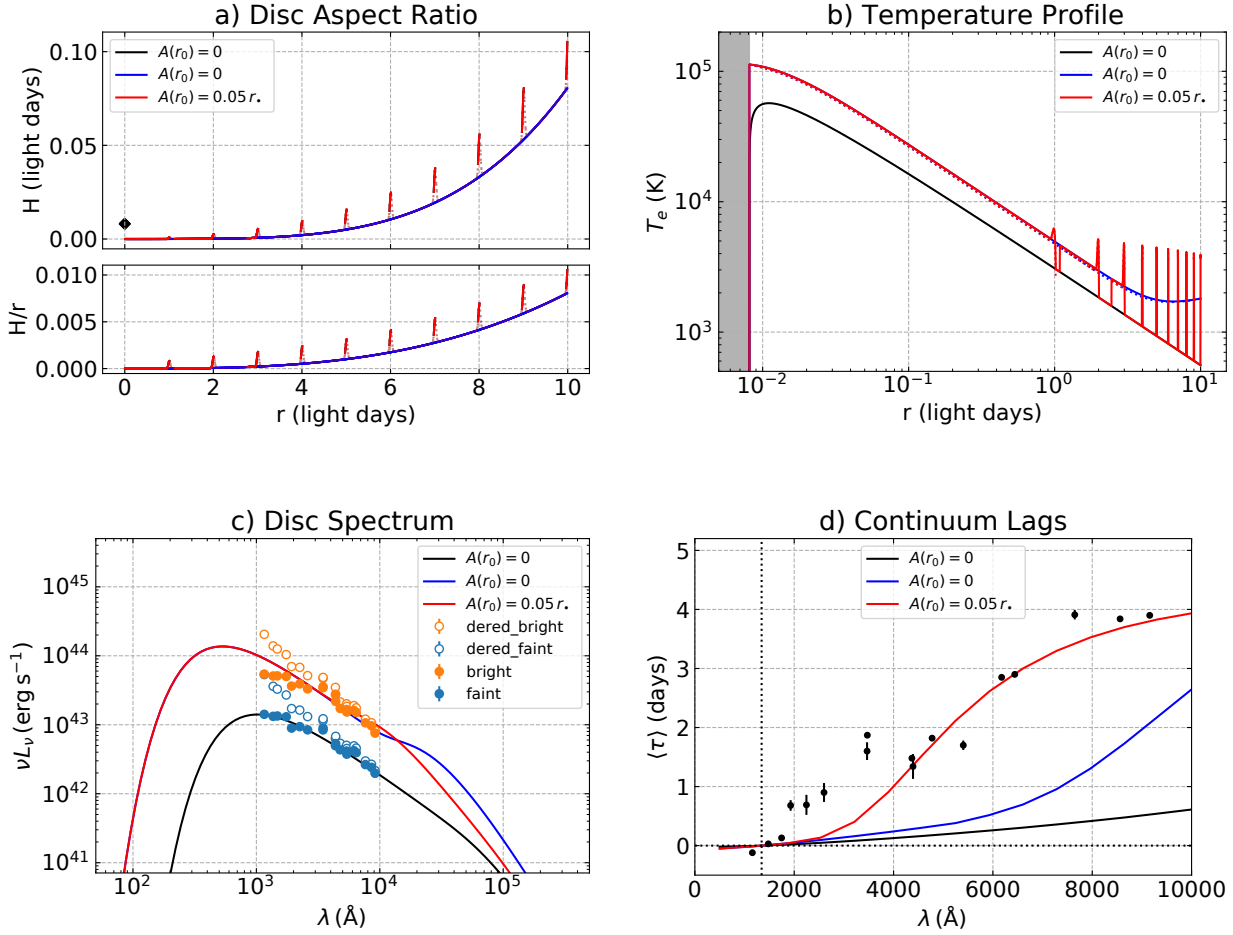 a) Disc Aspect Ratio
H (light days)
0.10
0.05
0.00
A(r₀) = 0
A(r₀) = 0
A(r₀) = 0.05 r•
H/r
0.010
0.005
0.000
0 2 4 6 8 10
r (light days)
b) Temperature Profile
Tₑ (K)
10⁵
10⁴
10³
A(r₀) = 0
A(r₀) = 0
A(r₀) = 0.05 r•
10⁻² 10⁻¹ 10⁰ 10¹
r (light days)
c) Disc Spectrum
νLν (erg s⁻¹)
10⁴⁵
10⁴⁴
10⁴³
10⁴²
10⁴¹
A(r₀) = 0
A(r₀) = 0
A(r₀) = 0.05 r•
dered_bright
dered_faint
bright
faint
10² 10³ 10⁴ 10⁵
λ (Å)
d) Continuum Lags
⟨τ⟩ (days)
5
4
3
2
1
0
A(r₀) = 0
A(r₀) = 0
A(r₀) = 0.05 r•
0 2000 4000 6000 8000 10000
λ (Å)